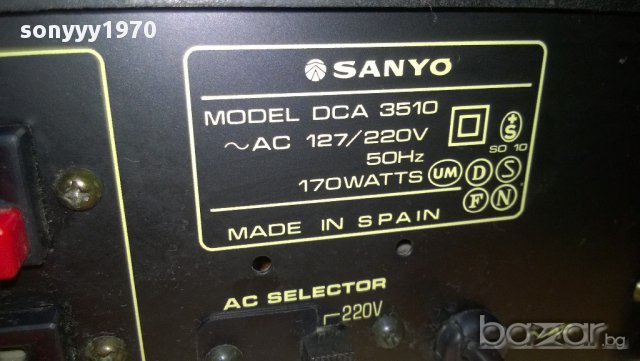 sonyyy1970
SANYO
MODEL DCA 3510
~AC 127/220V
50Hz
170WATTS
+S
SO 10
UM D S
F N
MADE IN SPAIN
AC SELECTOR
220V
bazar.bg